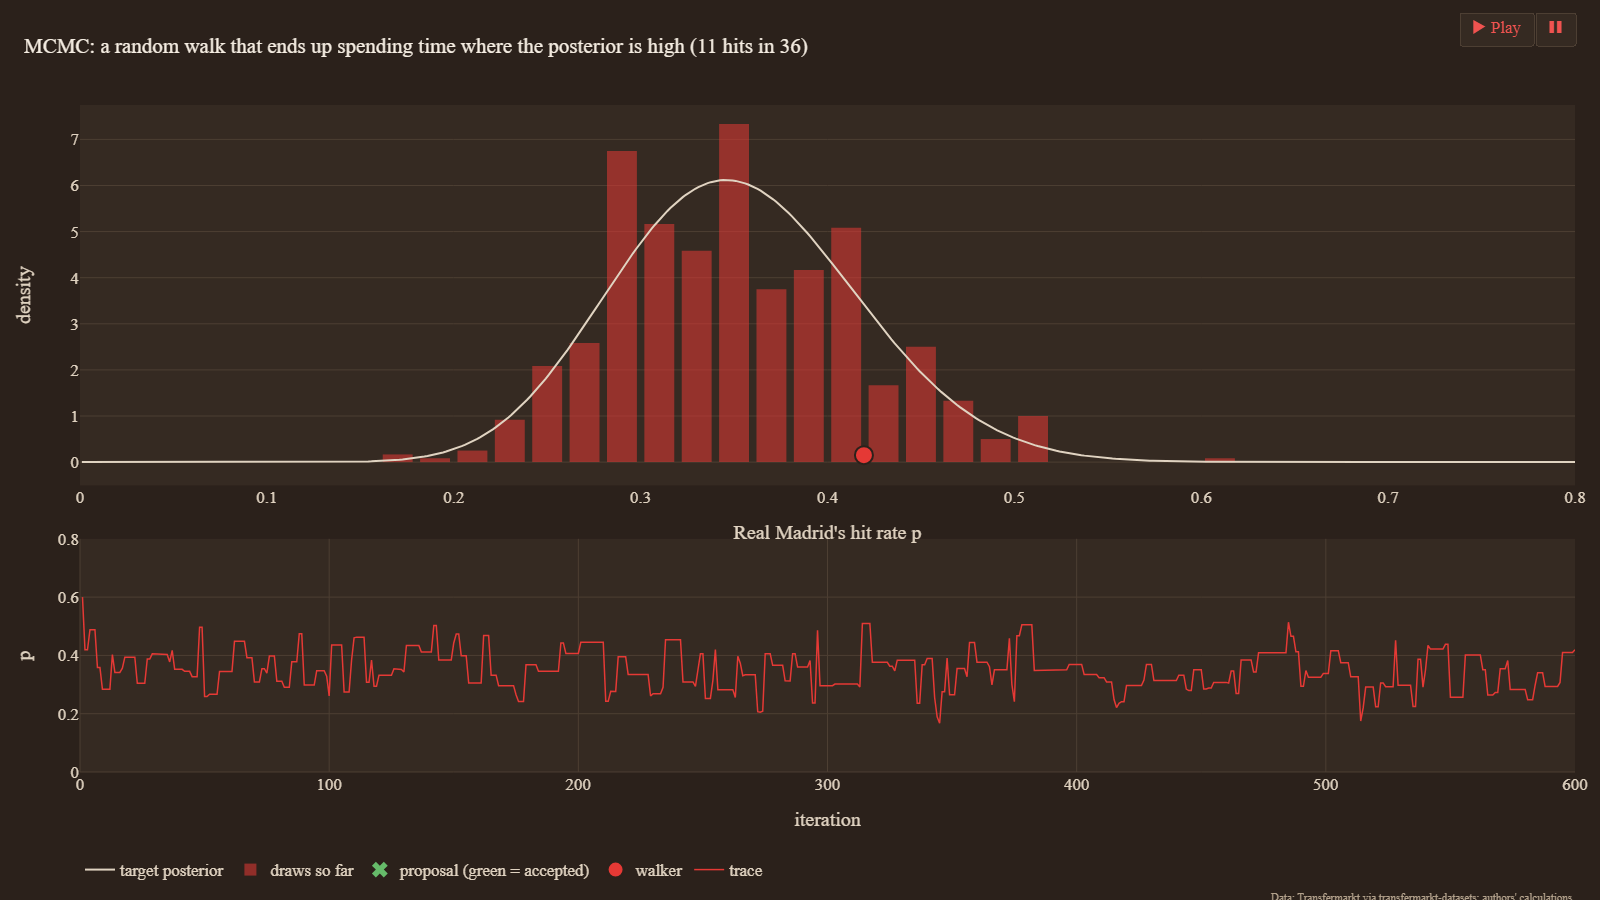 MCMC: a random walk that ends up spending time where the posterior is high (11 hits in 36)
Play
density
7
6
5
4
3
2
1
0
0 0.1 0.2 0.3 0.4 0.5 0.6 0.7 0.8
Real Madrid's hit rate p
p
0.8
0.6
0.4
0.2
0
0 100 200 300 400 500 600
iteration
target posterior draws so far proposal (green = accepted) walker trace
Data: Transfermarkt via transfermarkt-datasets; authors' calculations